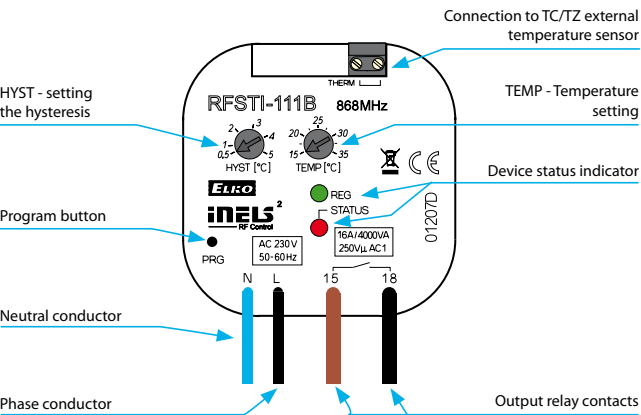 Connection to TC/TZ external
temperature sensor
THERM
HYST - setting
the hysteresis
RFSTI-111B 868MHz
TEMP - Temperature
setting
0,5 1 2 3 4 5
HYST [°C]
15 20 25 30 35
TEMP [°C]
CE
Device status indicator
ELKO
REG
iNELS²
RF Control
STATUS
01207D
Program button
PRG
AC 230V
50-60Hz
16A/4000VA
250Vµ AC1
N L 15 18
Neutral conductor
Phase conductor
Output relay contacts